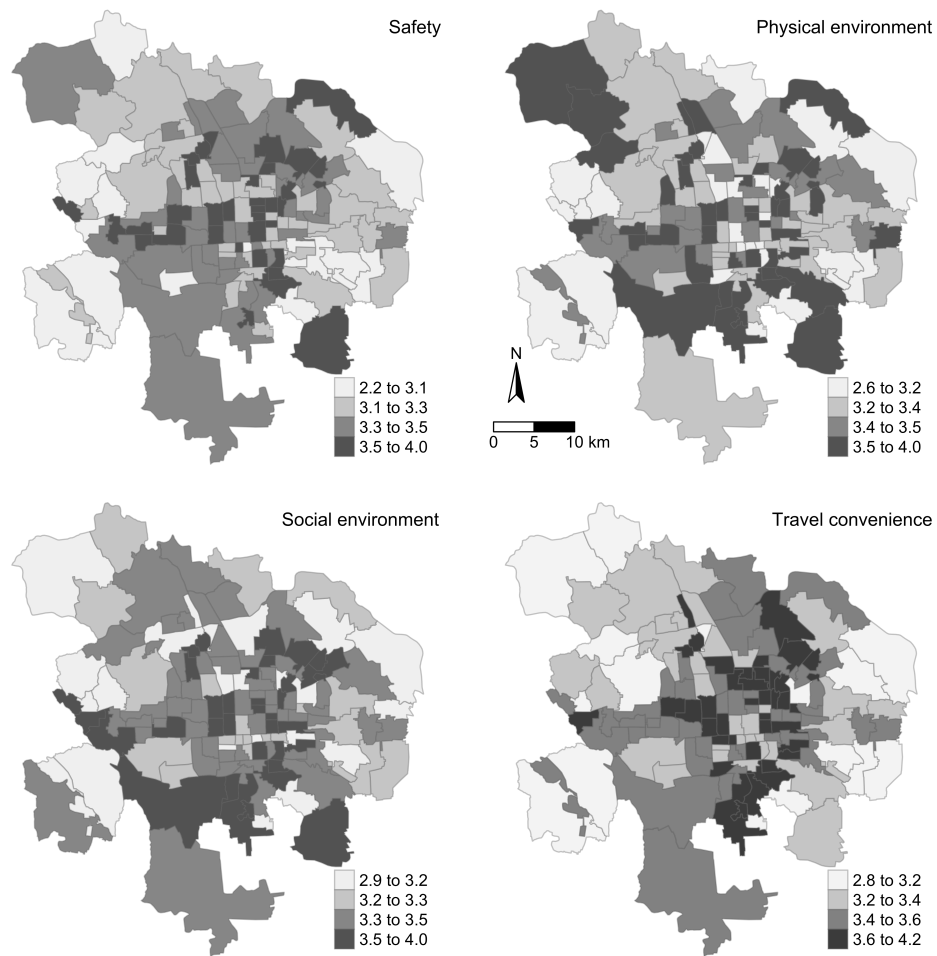 Safety
Physical environment
2.2 to 3.1
3.1 to 3.3
3.3 to 3.5
3.5 to 4.0
N
0 5 10 km
2.6 to 3.2
3.2 to 3.4
3.4 to 3.5
3.5 to 4.0
Social environment
Travel convenience
2.9 to 3.2
3.2 to 3.3
3.3 to 3.5
3.5 to 4.0
2.8 to 3.2
3.2 to 3.4
3.4 to 3.6
3.6 to 4.2